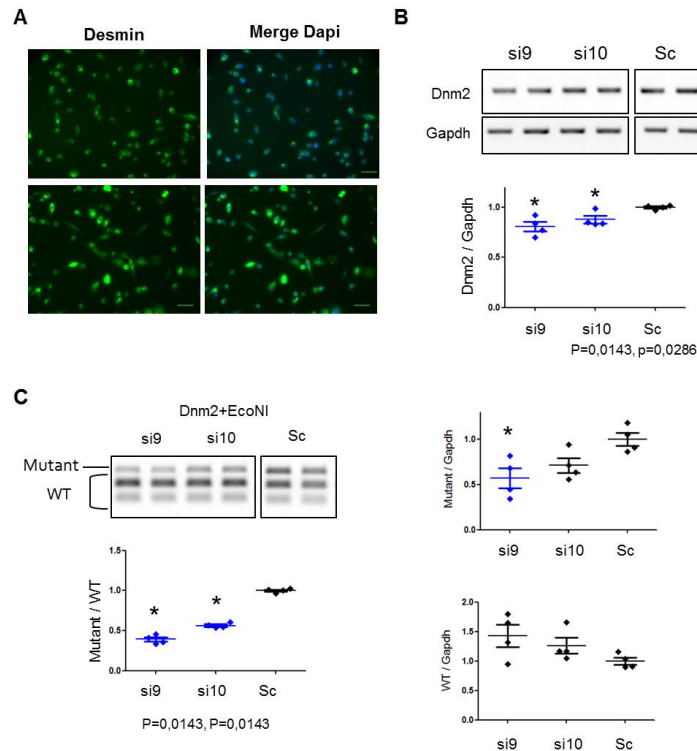 A
Desmin
Merge Dapi
B
si9 si10 Sc
Dnm2
Gapdh
* *
Dnm2 / Gapdh
1.0
0.5
0.0
si9 si10 Sc
P=0,0143, p=0,0286
C
Dnm2+EcoNI
si9 si10 Sc
Mutant
WT
Mutant / WT
1.5
1.0
0.5
0.0
* *
si9 si10 Sc
P=0,0143, P=0,0143
Mutant / Gapdh
1.5
1.0
0.5
0.0
*
si9 si10 Sc
WT / Gapdh
2.0
1.5
1.0
0.5
0.0
si9 si10 Sc